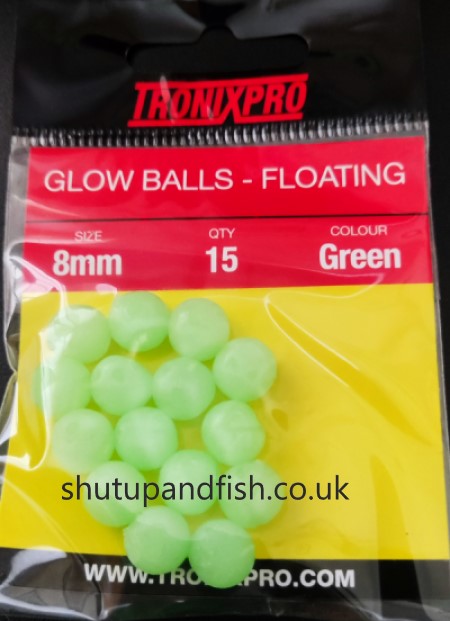 TRONIXPRO
GLOW BALLS - FLOATING
SIZE QTY COLOUR
8mm 15 Green
shutupandfish.co.uk
WWW.TRONIXPRO.COM